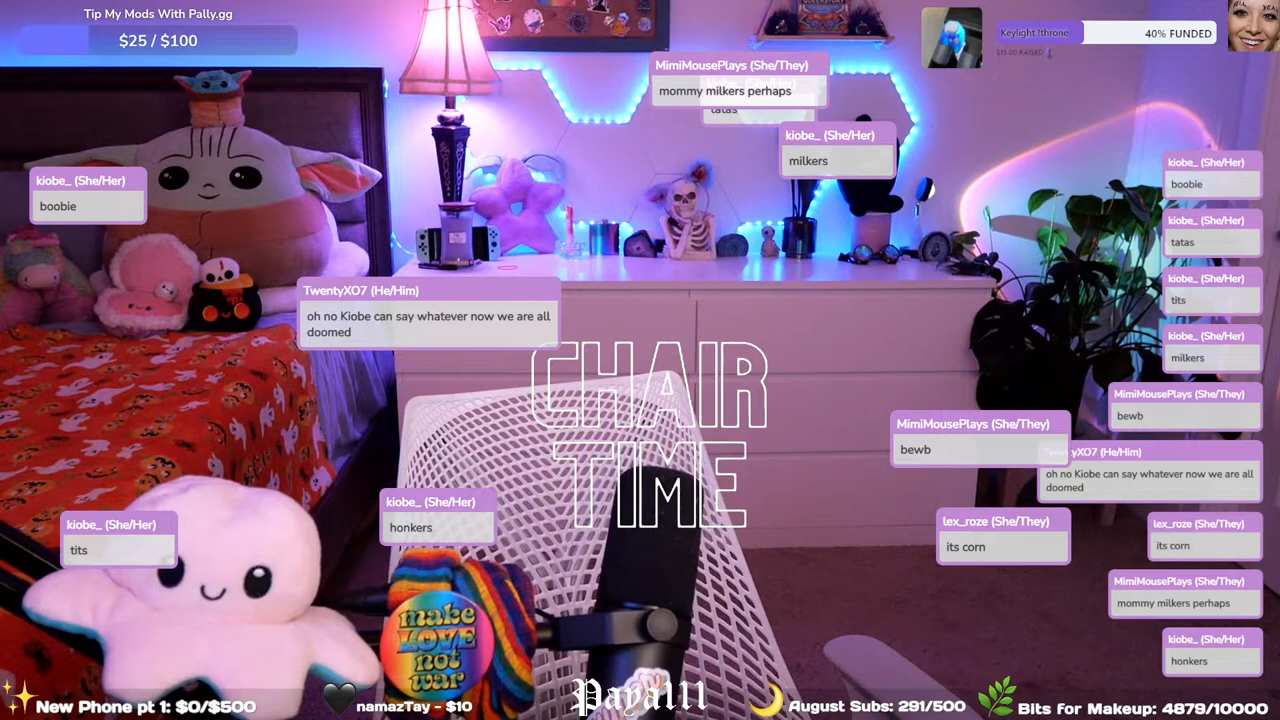 Tip My Mods With Pally.gg
$25 / $100
Keylight !throne
40% FUNDED
$15.00 RAISED
MimiMousePlays (She/They)
mommy milkers perhaps
tatas
kiobe_ (She/Her)
milkers
kiobe_ (She/Her)
boobie
TwentyXO7 (He/Him)
oh no Kiobe can say whatever now we are all
doomed
CHAIR
TIME
MimiMousePlays (She/They)
bewb
lex_roze (She/They)
its corn
kiobe_ (She/Her)
honkers
kiobe_ (She/Her)
tits
make
LOVE
not
war
kiobe_ (She/Her)
boobie
kiobe_ (She/Her)
tatas
kiobe_ (She/Her)
tits
kiobe_ (She/Her)
milkers
MimiMousePlays (She/They)
bewb
(He/Him)
oh no Kiobe can say whatever now we are all
doomed
lex_roze (She/They)
its corn
MimiMousePlays (She/They)
mommy milkers perhaps
kiobe_ (She/Her)
honkers
New Phone pt 1: $0/$500
namazTay - $10
Paya111
August Subs: 291/500
Bits for Makeup: 4879/10000